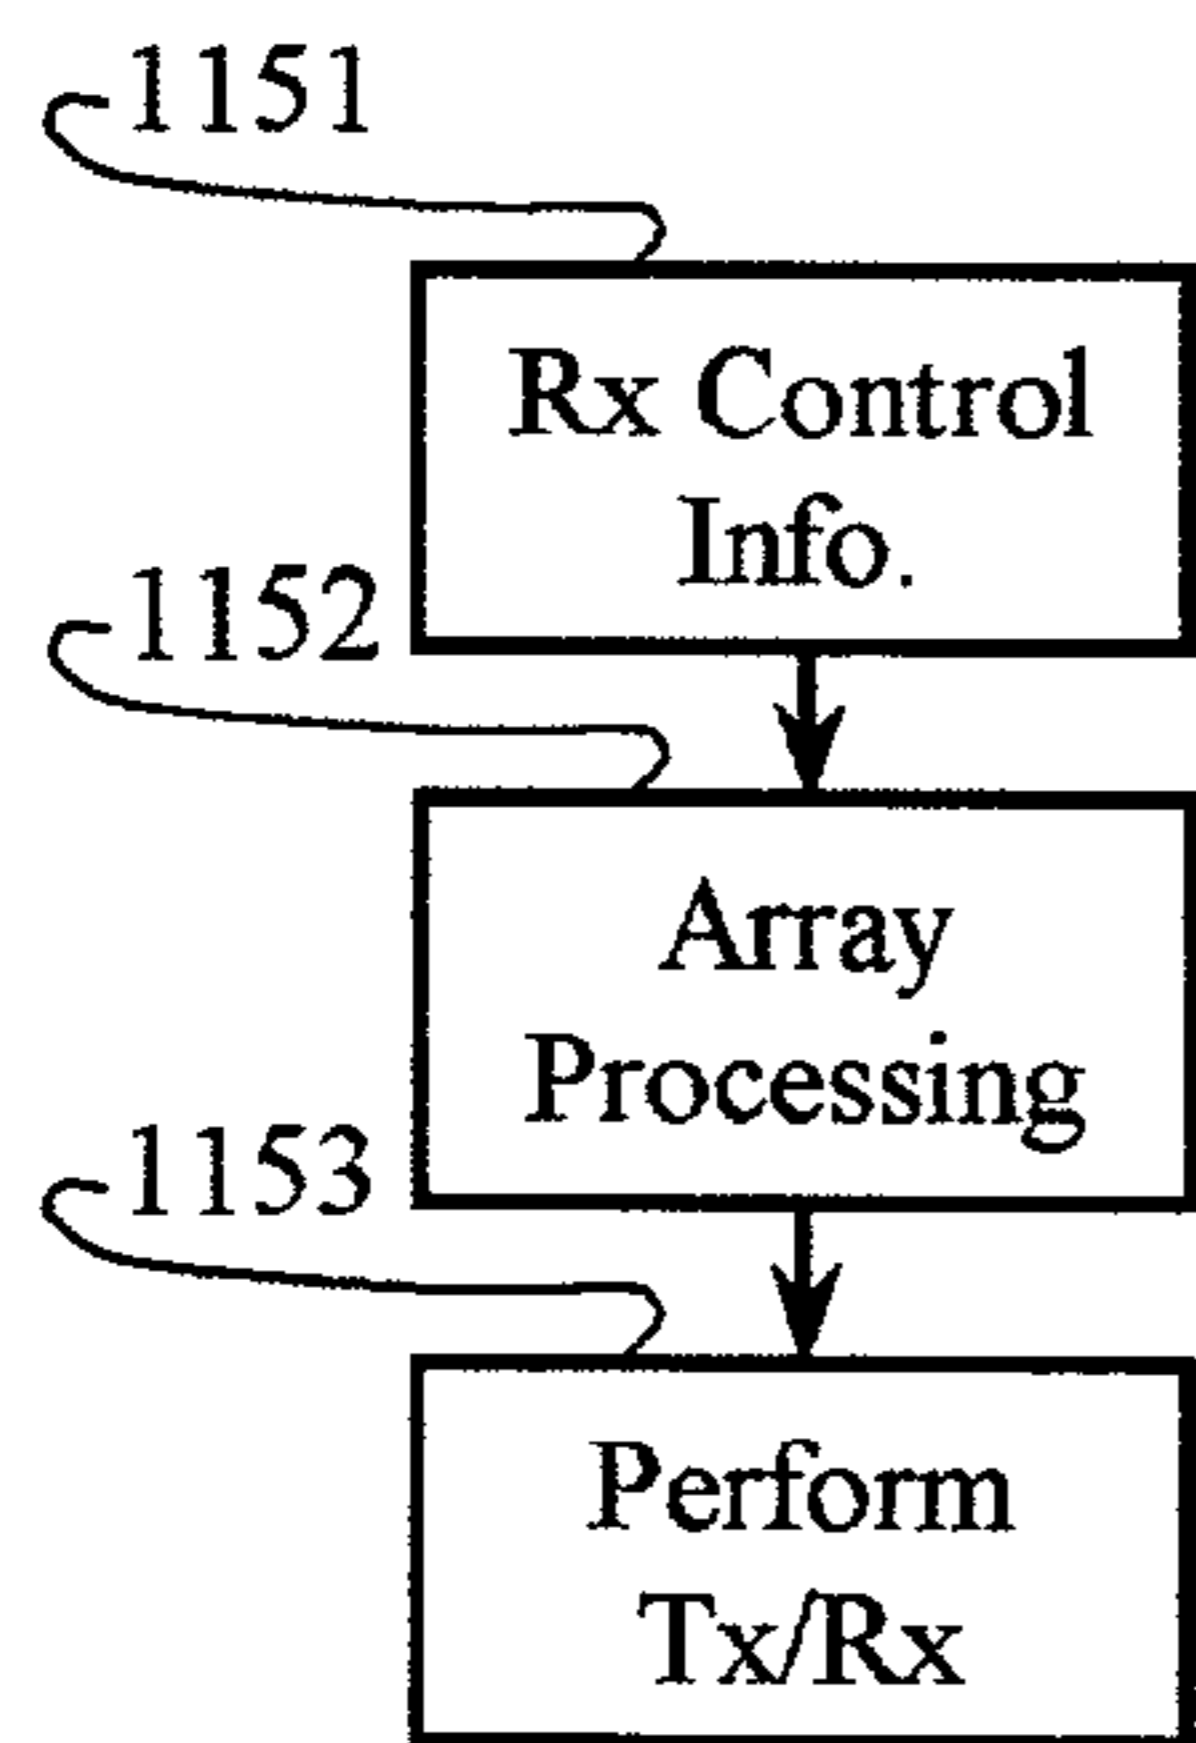 1151
Rx Control
Info.
1152
Array
Processing
1153
Perform
Tx/Rx